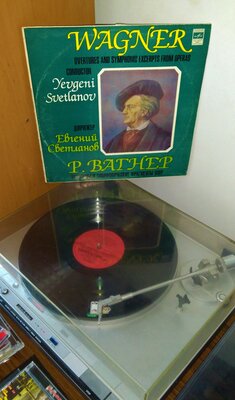 WAGNER
OVERTURES AND SYMPHONIC EXCERPTS FROM OPERAS
CONDUCTOR
Yevgeni
Svetlanov
ДИРИЖЕР
Евгений
Светланов
Р. ВАГНЕР